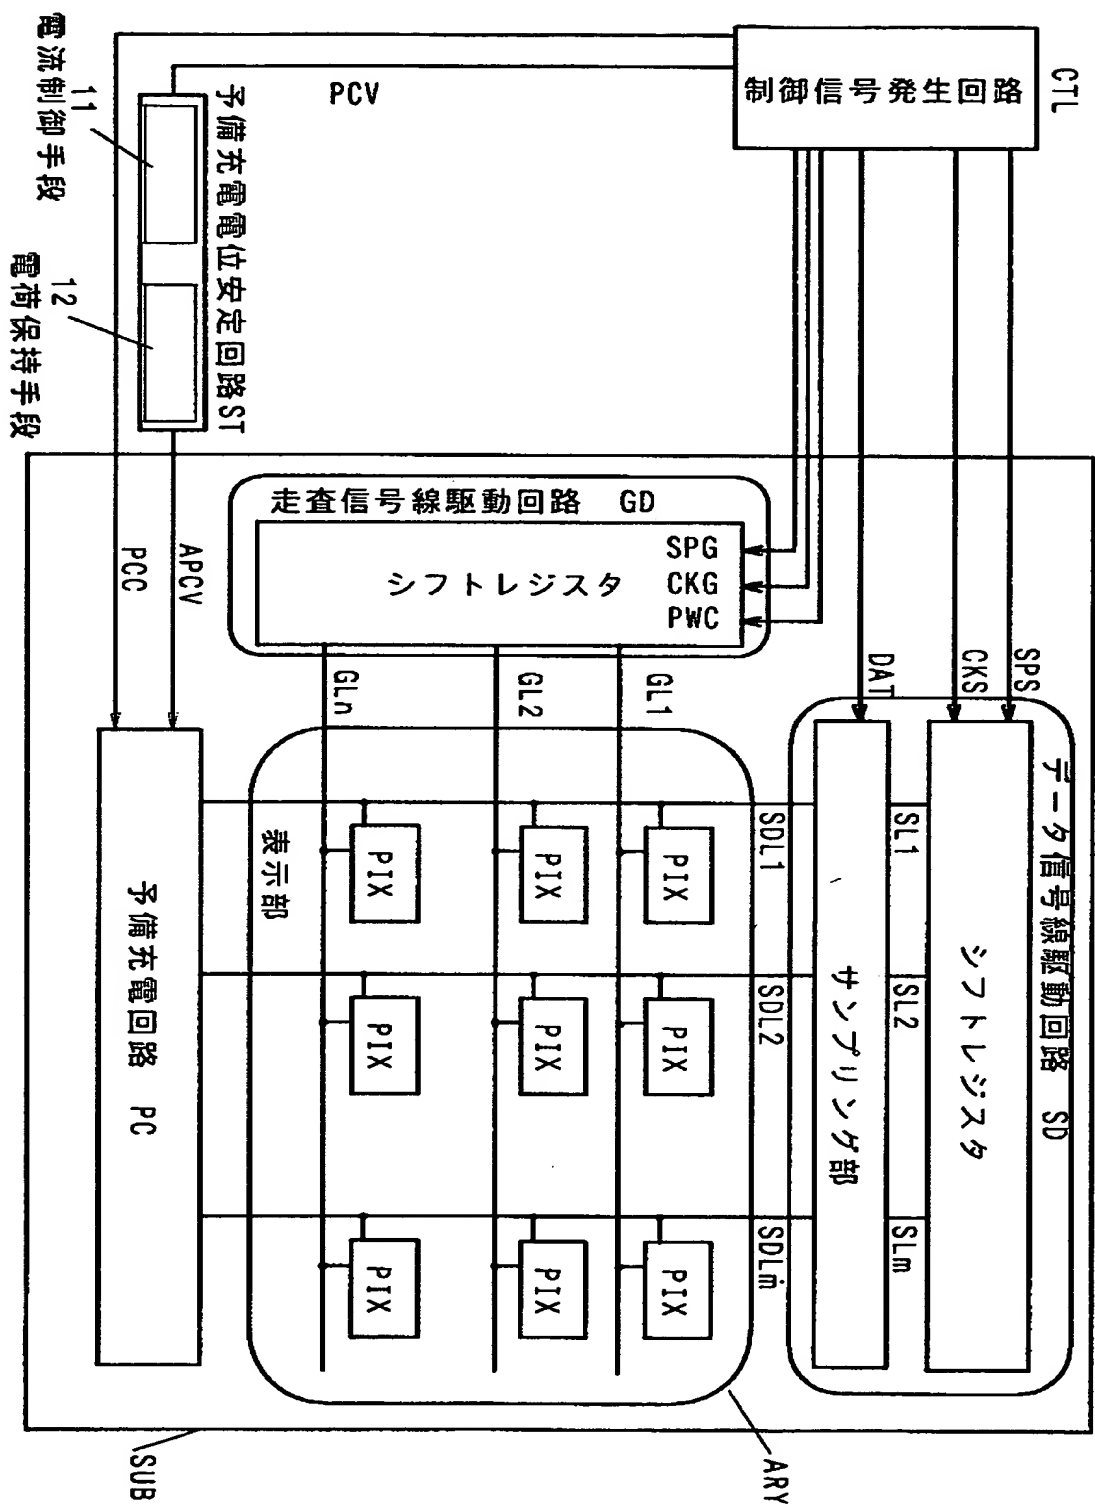 CTL
制御信号発生回路
PCV
予備充電電位安定回路ST
11
電流制御手段
12
電荷保持手段
SPS
CKS
DAT
データ信号線駆動回路 SD
シフトレジスタ
SL1
SL2
SLm
サンプリング部
SDL1
SDL2
SDLm
走査信号線駆動回路 GD
シフトレジスタ
SPG
CKG
PWC
GL1
GL2
GLn
APCV
PCC
PIX
PIX
PIX
PIX
PIX
PIX
PIX
PIX
PIX
表示部
予備充電回路 PC
ARY
SUB